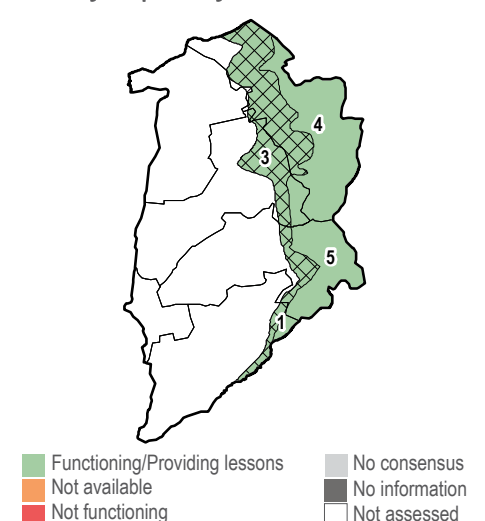 4
3
5
1
Functioning/Providing lessons
Not available
Not functioning
No consensus
No information
Not assessed